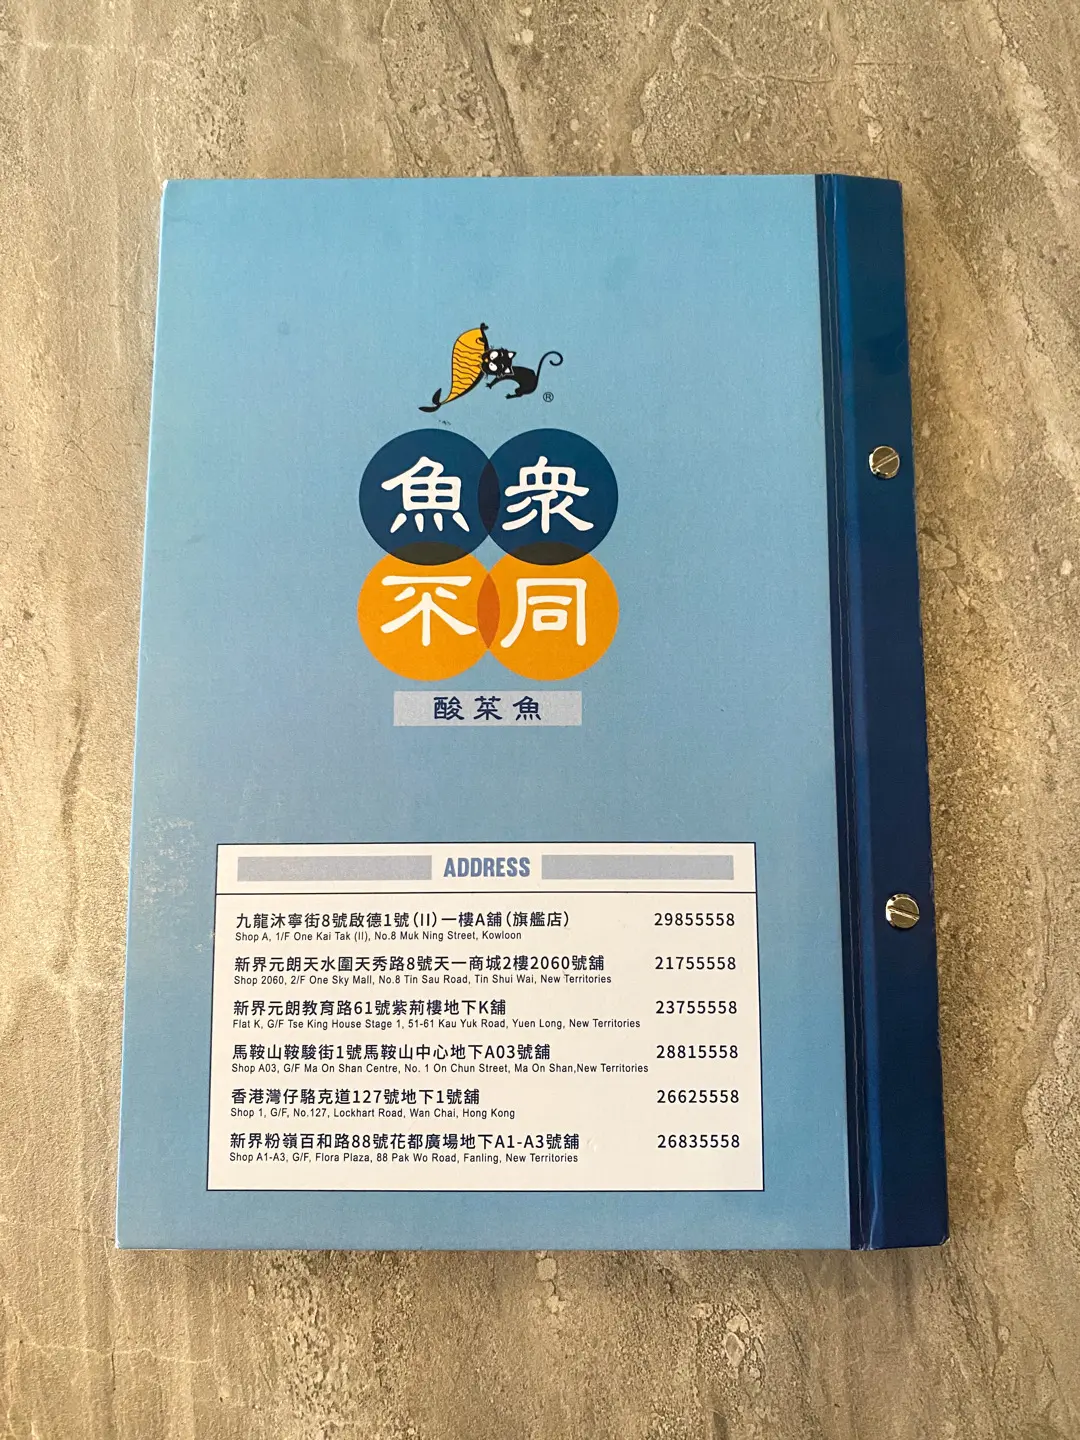 ®
魚衆
不同
酸菜魚
ADDRESS
九龍沐寧街8號啟德1號(II)一樓A舖(旗艦店) 29855558
Shop A, 1/F One Kai Tak (II), No.8 Muk Ning Street, Kowloon
新界元朗天水圍天秀路8號天一商城2樓2060號舖 21755558
Shop 2060, 2/F One Sky Mall, No.8 Tin Sau Road, Tin Shui Wai, New Territories
新界元朗教育路61號紫荊樓地下K舖 23755558
Flat K, G/F Tse King House Stage 1, 51-61 Kau Yuk Road, Yuen Long, New Territories
馬鞍山鞍駿街1號馬鞍山中心地下A03號舖 28815558
Shop A03, G/F Ma On Shan Centre, No. 1 On Chun Street, Ma On Shan,New Territories
香港灣仔駱克道127號地下1號舖 26625558
Shop 1, G/F, No.127, Lockhart Road, Wan Chai, Hong Kong
新界粉嶺百和路88號花都廣場地下A1-A3號舖 26835558
Shop A1-A3, G/F, Flora Plaza, 88 Pak Wo Road, Fanling, New Territories